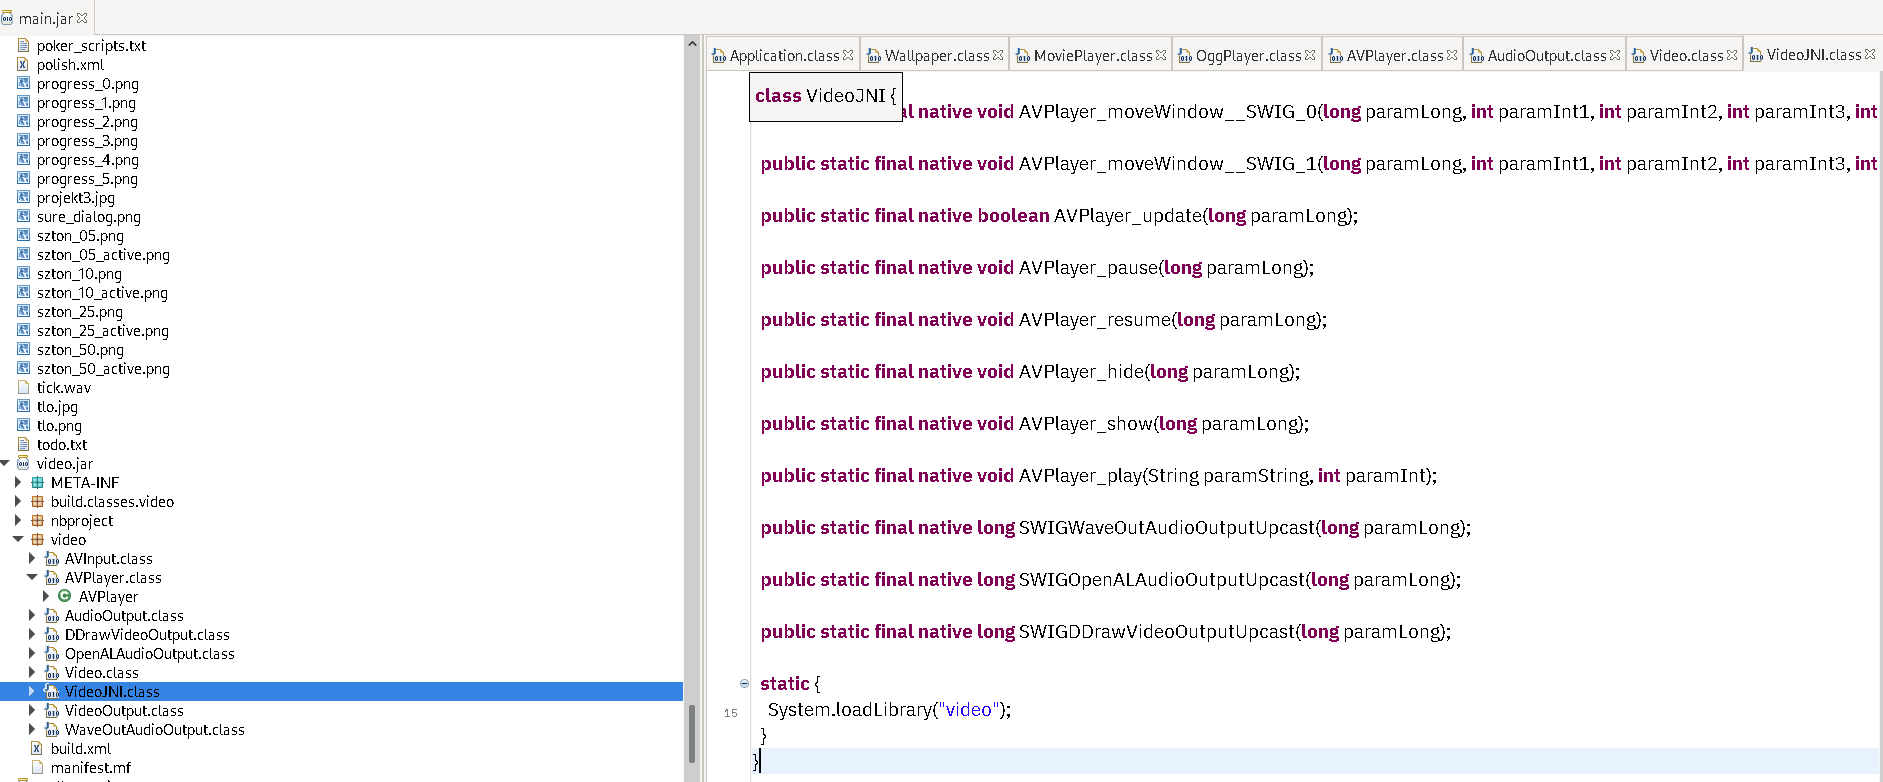 main.jar
poker_scripts.txt
polish.xml
progress_0.png
progress_1.png
progress_2.png
progress_3.png
progress_4.png
progress_5.png
projekt3.jpg
sure_dialog.png
szton_05.png
szton_05_active.png
szton_10.png
szton_10_active.png
szton_25.png
szton_25_active.png
szton_50.png
szton_50_active.png
tick.wav
tlo.jpg
tlo.png
todo.txt
video.jar
META-INF
build.classes.video
nbproject
video
AVInput.class
AVPlayer.class
AVPlayer
AudioOutput.class
DDrawVideoOutput.class
OpenALAudioOutput.class
Video.class
VideoJNI.class
VideoOutput.class
WaveOutAudioOutput.class
build.xml
manifest.mf
Application.class Wallpaper.class MoviePlayer.class OggPlayer.class AVPlayer.class AudioOutput.class Video.class VideoJNI.class
class VideoJNI {
al native void AVPlayer_moveWindow__SWIG_0(long paramLong, int paramInt1, int paramInt2, int paramInt3, int
public static final native void AVPlayer_moveWindow__SWIG_1(long paramLong, int paramInt1, int paramInt2, int paramInt3, int
public static final native boolean AVPlayer_update(long paramLong);
public static final native void AVPlayer_pause(long paramLong);
public static final native void AVPlayer_resume(long paramLong);
public static final native void AVPlayer_hide(long paramLong);
public static final native void AVPlayer_show(long paramLong);
public static final native void AVPlayer_play(String paramString, int paramInt);
public static final native long SWIGWaveOutAudioOutputUpcast(long paramLong);
public static final native long SWIGOpenALAudioOutputUpcast(long paramLong);
public static final native long SWIGDDrawVideoOutputUpcast(long paramLong);
static {
15 System.loadLibrary("video");
}
}